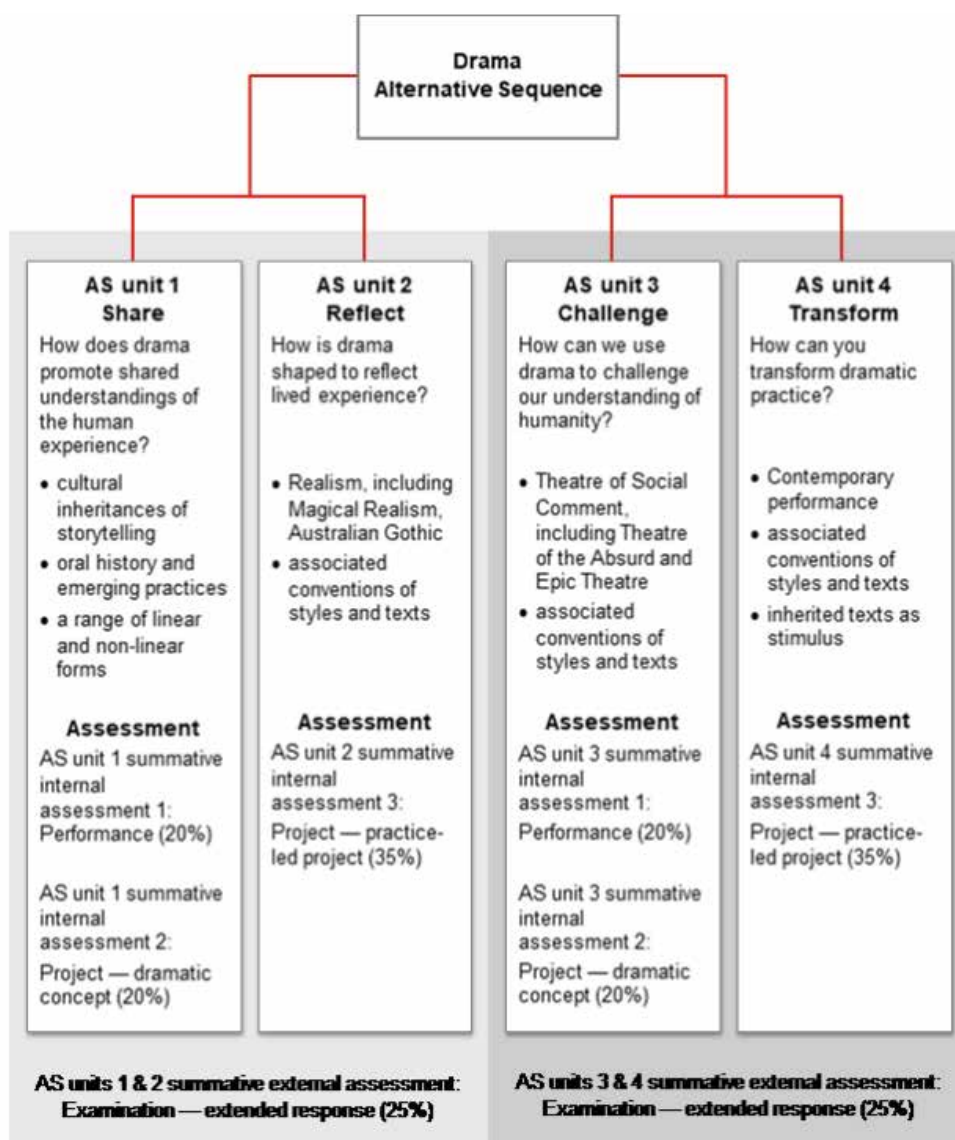 Drama
Alternative Sequence
AS unit 1
Share
How does drama
promote shared
understandings of
the human
experience?
• cultural
inheritances of
storytelling
• oral history and
emerging practices
• a range of linear
and non-linear
forms
Assessment
AS unit 1 summative
internal
assessment 1:
Performance (20%)
AS unit 1 summative
internal
assessment 2:
Project — dramatic
concept (20%)
AS unit 2
Reflect
How is drama
shaped to reflect
lived experience?
• Realism, including
Magical Realism,
Australian Gothic
• associated
conventions of
styles and texts
Assessment
AS unit 2 summative
internal
assessment 3:
Project — practice-
led project (35%)
AS units 1 & 2 summative external assessment:
Examination — extended response (25%)
AS unit 3
Challenge
How can we use
drama to challenge
our understanding of
humanity?
• Theatre of Social
Comment,
including Theatre
of the Absurd and
Epic Theatre
• associated
conventions of
styles and texts
Assessment
AS unit 3 summative
internal
assessment 1:
Performance (20%)
AS unit 3 summative
internal
assessment 2:
Project — dramatic
concept (20%)
AS unit 4
Transform
How can you
transform dramatic
practice?
• Contemporary
performance
• associated
conventions of
styles and texts
• inherited texts as
stimulus
Assessment
AS unit 4 summative
internal
assessment 3:
Project — practice-
led project (35%)
AS units 3 & 4 summative external assessment:
Examination — extended response (25%)